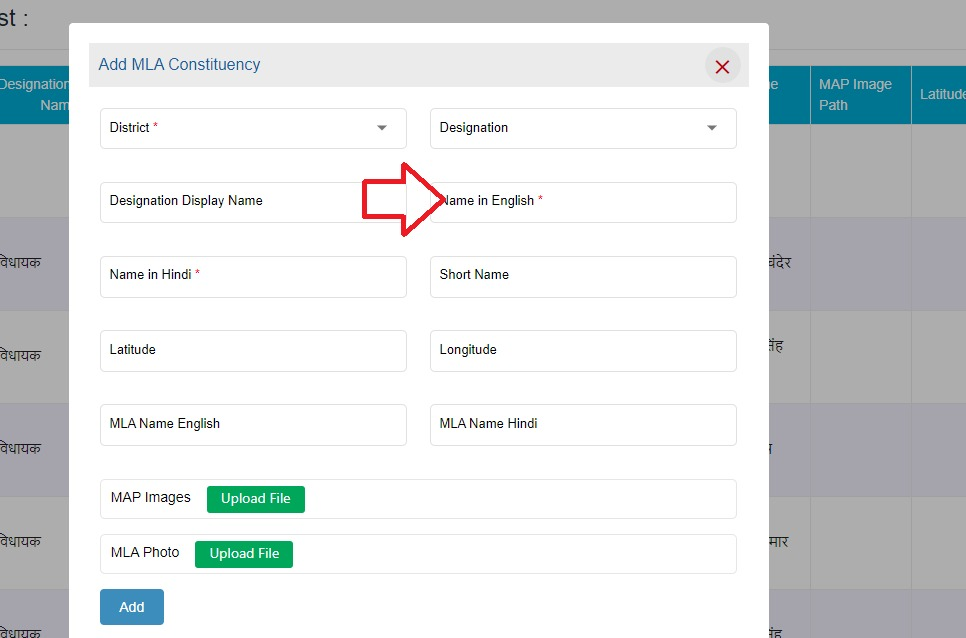 st :
Add MLA Constituency
Designation
MAP Image
Path
Latitude
District *
Designation
Designation Display Name
Name in English *
विधायक
Name in Hindi *
Short Name
विधायक
Latitude
Longitude
विधायक
MLA Name English
MLA Name Hindi
MAP Images
Upload File
विधायक
MLA Photo
Upload File
Add
विधायक